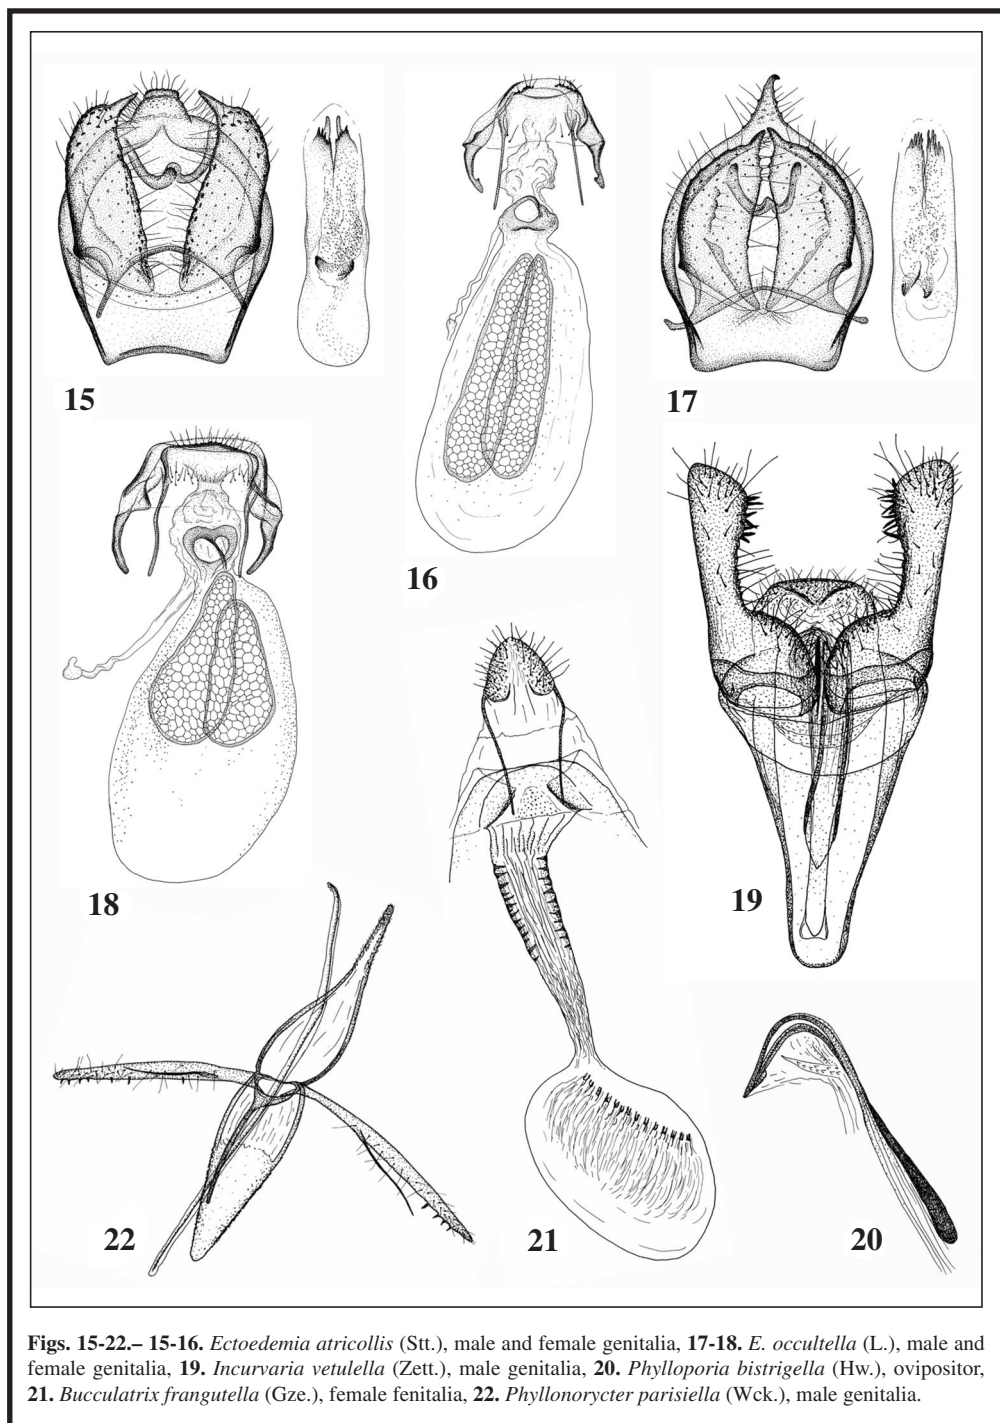 15
16
17
18
19
20
21
22
Figs. 15-22.– 15-16. Ectoedemia atricollis (Stt.), male and female genitalia, 17-18. E. occultella (L.), male and
female genitalia, 19. Incurvaria vetulella (Zett.), male genitalia, 20. Phylloporia bistrigella (Hw.), ovipositor,
21. Bucculatrix frangutella (Gze.), female fenitalia, 22. Phyllonorycter parisiella (Wck.), male genitalia.